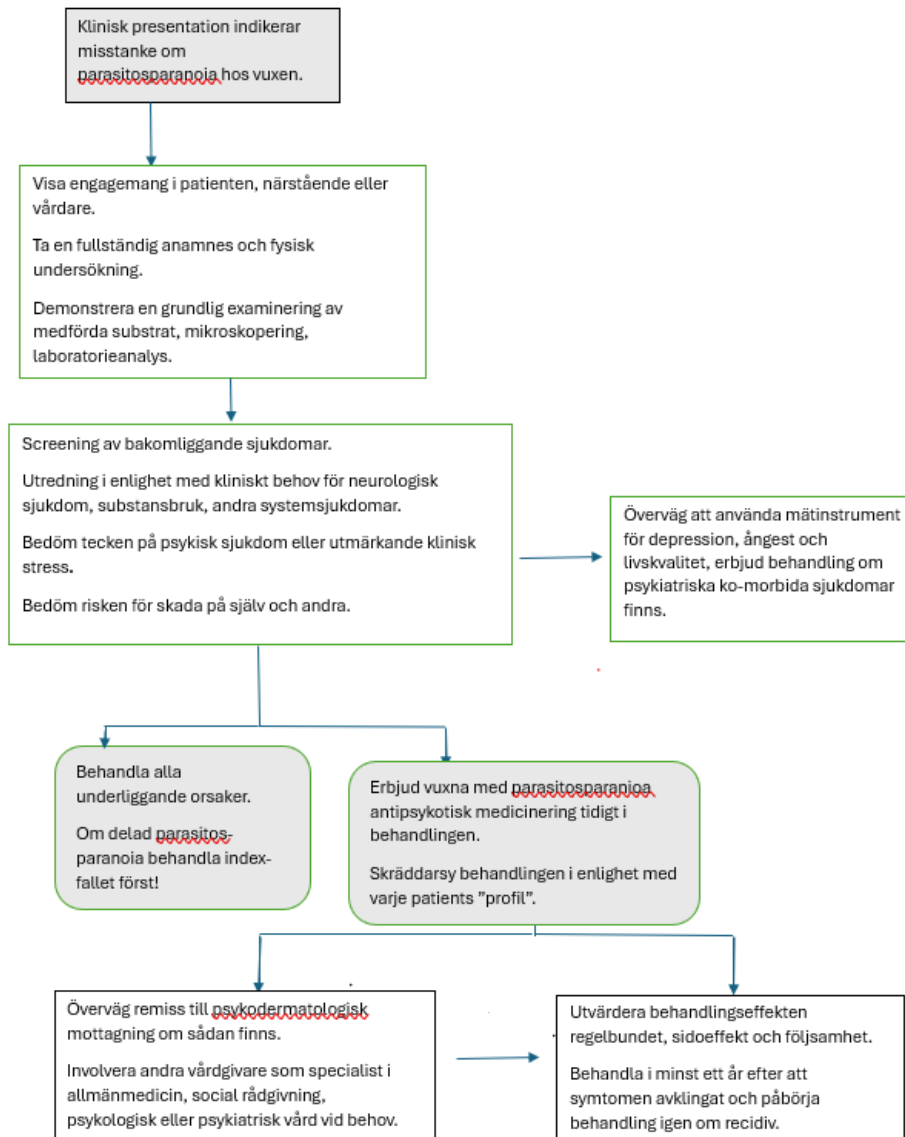 Klinisk presentation indikerar
misstanke om
parasitosparanoia hos vuxen.
Visa engagemang i patienten, närstående eller
vårdare.
Ta en fullständig anamnes och fysisk
undersökning.
Demonstrera en grundlig examinering av
medförda substrat, mikroskopering,
laboratorieanalys.
Screening av bakomliggande sjukdomar.
Utredning i enlighet med kliniskt behov för neurologisk
sjukdom, substansbruk, andra systemsjukdomar.
Bedöm tecken på psykisk sjukdom eller utmärkande klinisk
stress.
Bedöm risken för skada på själv och andra.
Överväg att använda mätinstrument
för depression, ångest och
livskvalitet, erbjud behandling om
psykiatriska ko-morbida sjukdomar
finns.
Behandla alla
underliggande orsaker.
Om delad parasitos-
paranoia behandla index-
fallet först!
Erbjud vuxna med parasitosparanioa
antipsykotisk medicinering tidigt i
behandlingen.
Skräddarsy behandlingen i enlighet med
varje patients ”profil”.
Överväg remiss till psykodermatologisk
mottagning om sådan finns.
Involvera andra vårdgivare som specialist i
allmänmedicin, social rådgivning,
psykologisk eller psykiatrisk vård vid behov.
Utvärdera behandlingseffekten
regelbundet, sidoeffekt och följsamhet.
Behandla i minst ett år efter att
symtomen avklingat och påbörja
behandling igen om recidiv.